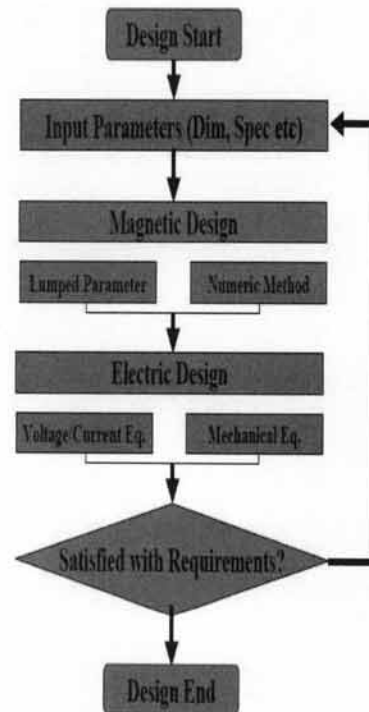 Design Start
Input Parameters (Dim, Spec etc)
Magnetic Design
Lumped Parameter
Numeric Method
Electric Design
Voltage/Current Eq.
Mechanical Eq.
Satisfied with Requirements?
Design End